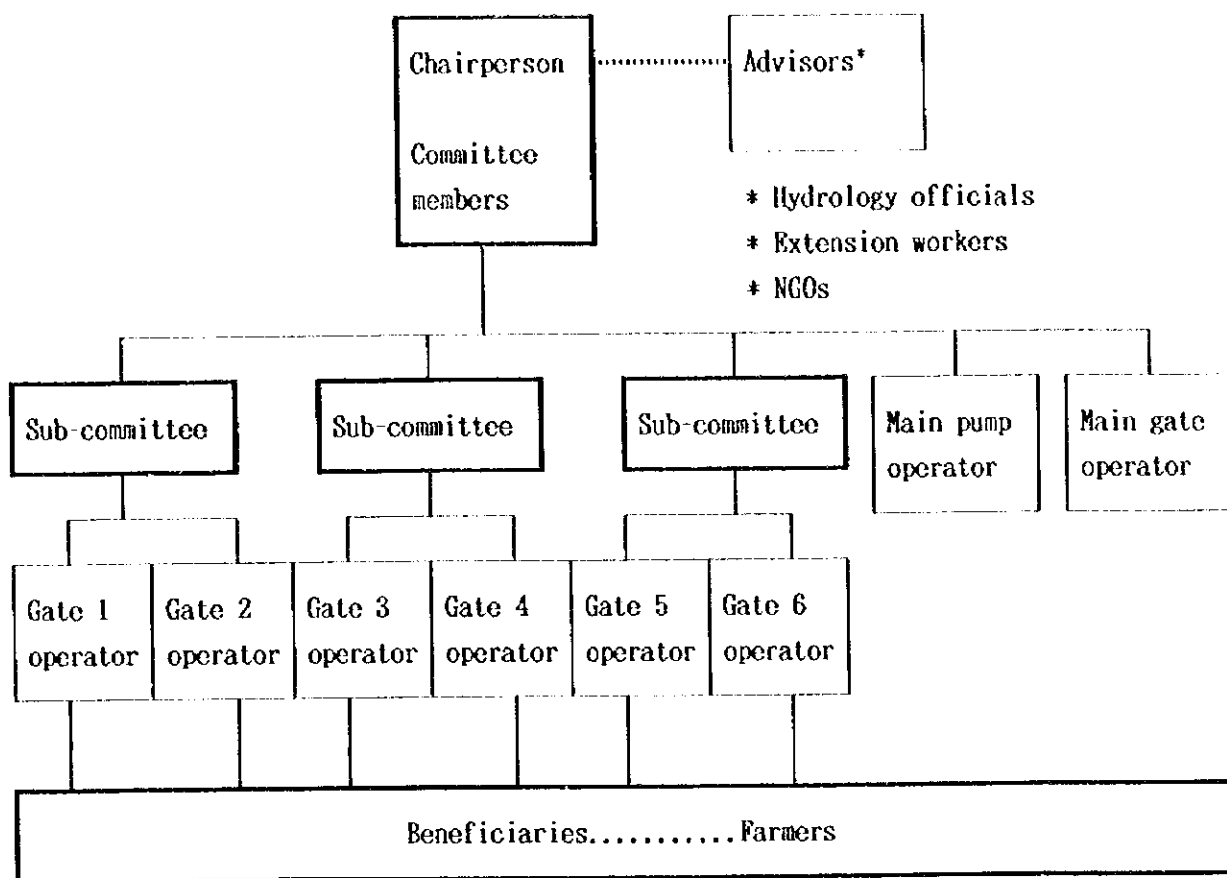 Chairperson
Committee
members
Advisors*
* Hydrology officials
* Extension workers
* NGOs
Sub-committee
Sub-committee
Sub-committee
Main pump
operator
Main gate
operator
Gate 1
operator
Gate 2
operator
Gate 3
operator
Gate 4
operator
Gate 5
operator
Gate 6
operator
Beneficiaries...........Farmers